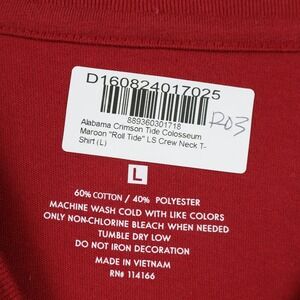 D160824017025
889360301718
R03
Alabama Crimson Tide Colosseum
Maroon "Roll Tide" LS Crew Neck T-
Shirt (L)
L
60% COTTON / 40% POLYESTER
MACHINE WASH COLD WITH LIKE COLORS
ONLY NON-CHLORINE BLEACH WHEN NEEDED
TUMBLE DRY LOW
DO NOT IRON DECORATION
MADE IN VIETNAM
RN# 114166